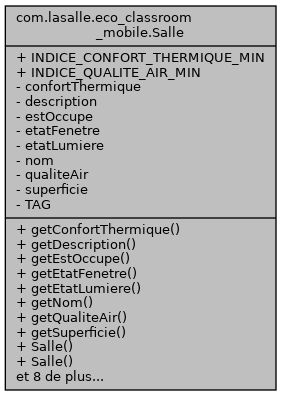 com.lasalle.eco_classroom
_mobile.Salle
+ INDICE_CONFORT_THERMIQUE_MIN
+ INDICE_QUALITE_AIR_MIN
- confortThermique
- description
- estOccupe
- etatFenetre
- etatLumiere
- nom
- qualiteAir
- superficie
- TAG
+ getConfortThermique()
+ getDescription()
+ getEstOccupe()
+ getEtatFenetre()
+ getEtatLumiere()
+ getNom()
+ getQualiteAir()
+ getSuperficie()
+ Salle()
+ Salle()
et 8 de plus...